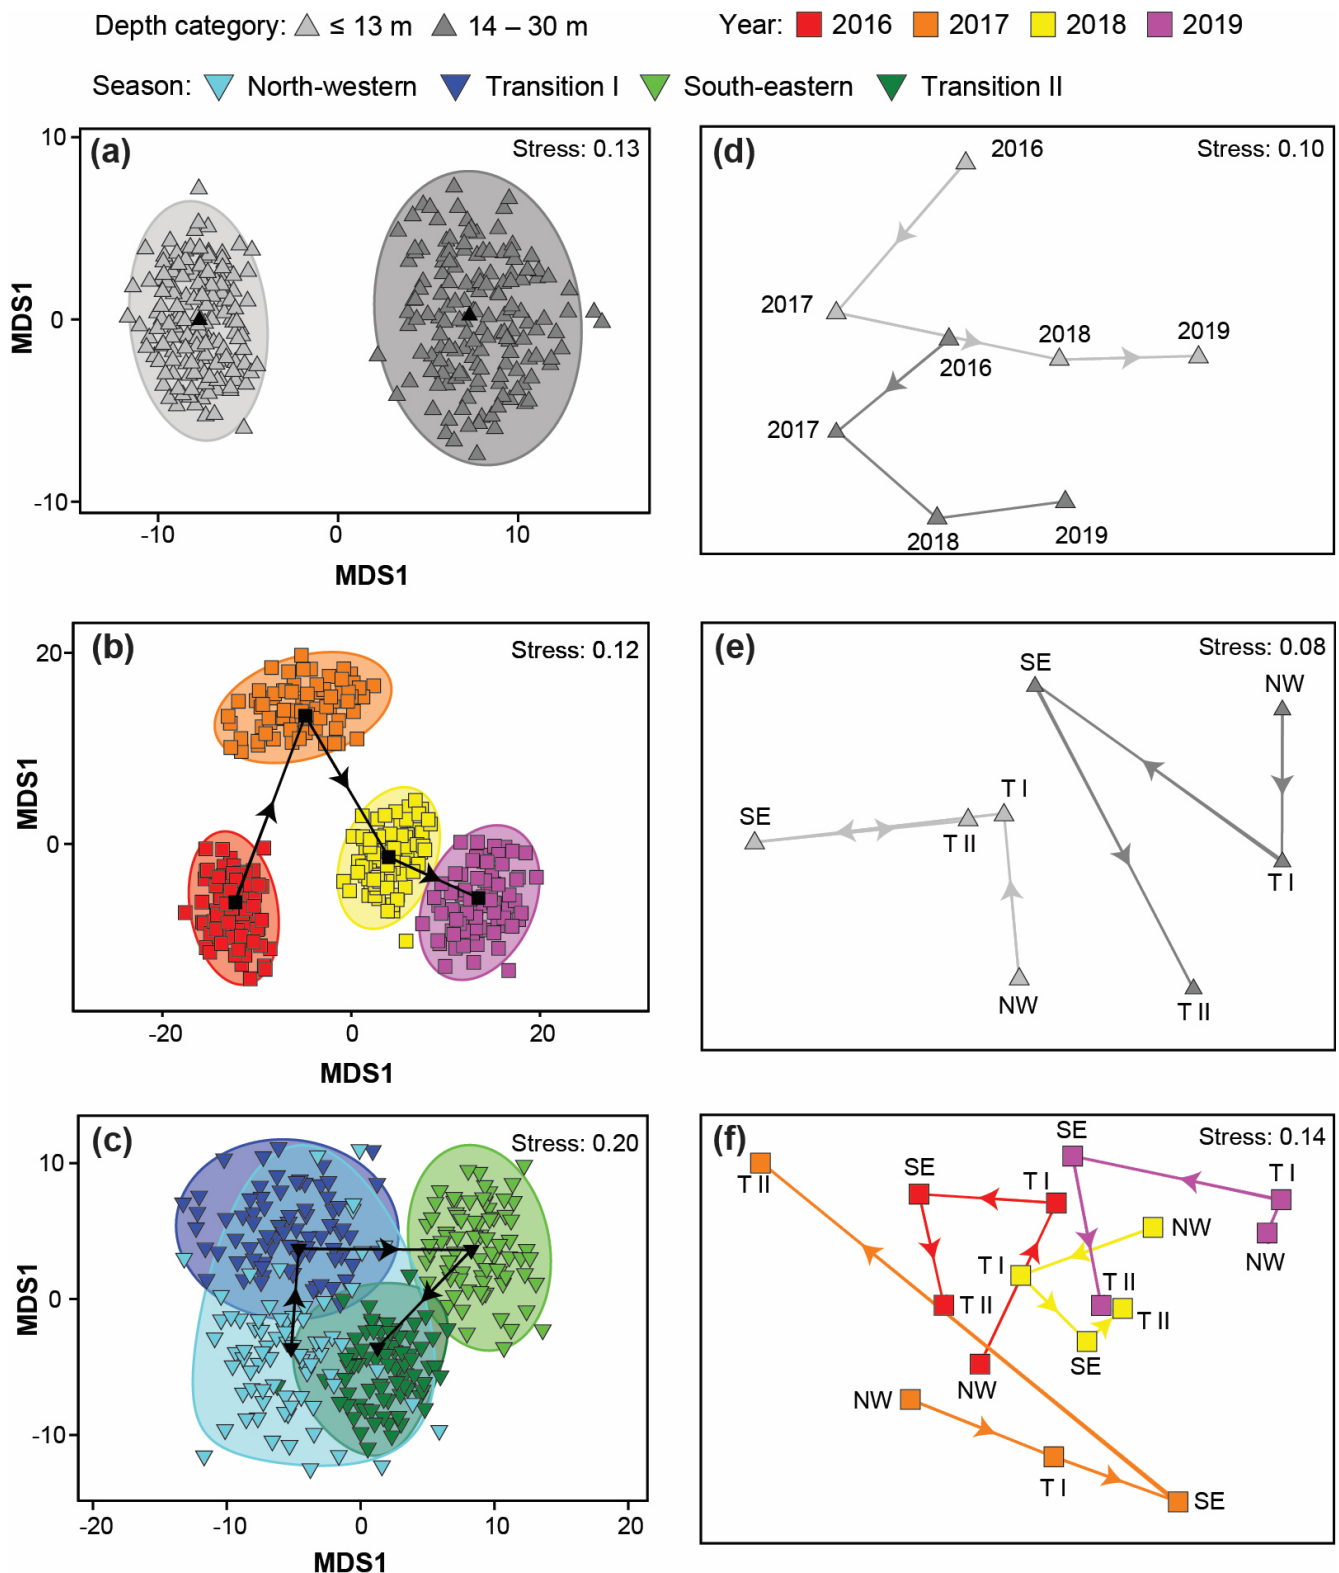 Depth category: ≤ 13 m 14 – 30 m
Year: 2016 2017 2018 2019
Season: North-western Transition I South-eastern Transition II
(a) Stress: 0.13
10
0
-10
MDS1
-10 0 10
MDS1
(d) Stress: 0.10
2016
2017
2018 2019
2016
2017
2018 2019
(b) Stress: 0.12
20
0
MDS1
-20 0 20
MDS1
(e) Stress: 0.08
SE
NW
T I
SE
T II
T I
NW
T II
(c) Stress: 0.20
10
0
-10
MDS1
-20 -10 0 10 20
MDS1
(f) Stress: 0.14
SE
T II
SE
T I
T I
NW
NW
T I
T II
T II
T II
SE
NW
NW
T I
SE